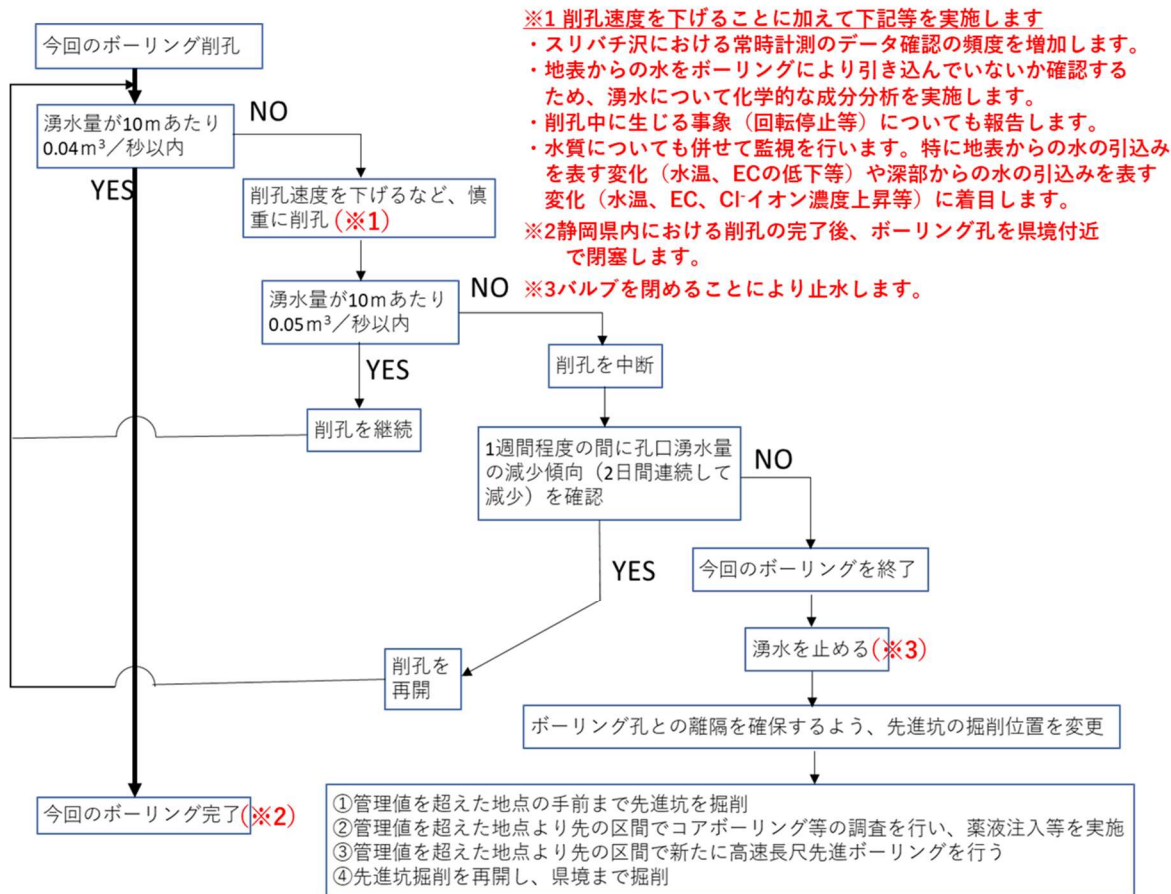 今回のボーリング削孔
湧水量が10mあたり
0.04m³／秒以内
NO
YES
削孔速度を下げるなど、慎
重に削孔(※1)
湧水量が10mあたり
0.05m³／秒以内
NO
YES
削孔を中断
削孔を継続
1週間程度の間に孔口湧水量
の減少傾向（2日間連続して
減少）を確認
NO
YES
今回のボーリングを終了
湧水を止める(※3)
削孔を
再開
ボーリング孔との離隔を確保するよう、先進坑の掘削位置を変更
今回のボーリング完了(※2)
①管理値を超えた地点の手前まで先進坑を掘削
②管理値を超えた地点より先の区間でコアボーリング等の調査を行い、薬液注入等を実施
③管理値を超えた地点より先の区間で新たに高速長尺先進ボーリングを行う
④先進坑掘削を再開し、県境まで掘削
※1 削孔速度を下げることに加えて下記等を実施します
・スリバチ沢における常時計測のデータ確認の頻度を増加します。
・地表からの水をボーリングにより引き込んでいないか確認する
ため、湧水について化学的な成分分析を実施します。
・削孔中に生じる事象（回転停止等）についても報告します。
・水質についても併せて監視を行います。特に地表からの水の引込み
を表す変化（水温、ECの低下等）や深部からの水の引込みを表す
変化（水温、EC、Cl⁻イオン濃度上昇等）に着目します。
※2静岡県内における削孔の完了後、ボーリング孔を県境付近
で閉塞します。
※3バルブを閉めることにより止水します。